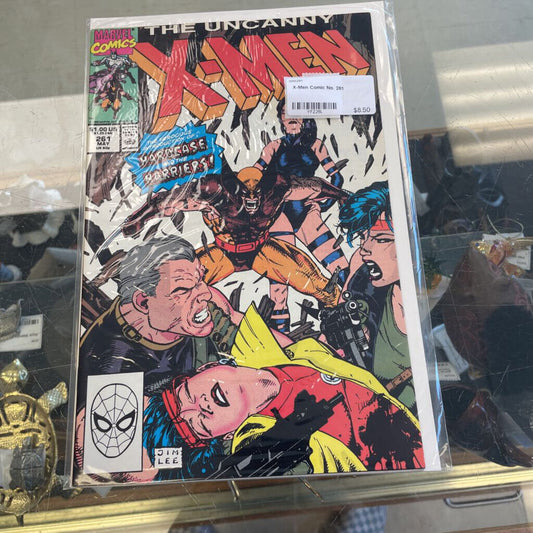 THE UNCANNY
X-MEN
MARVEL
COMICS
$1.00 US
261
MAY
X-Men Comic No. 261
$8.50
HARDCASE
AND THE
HARRIERS!
JIM
LEE